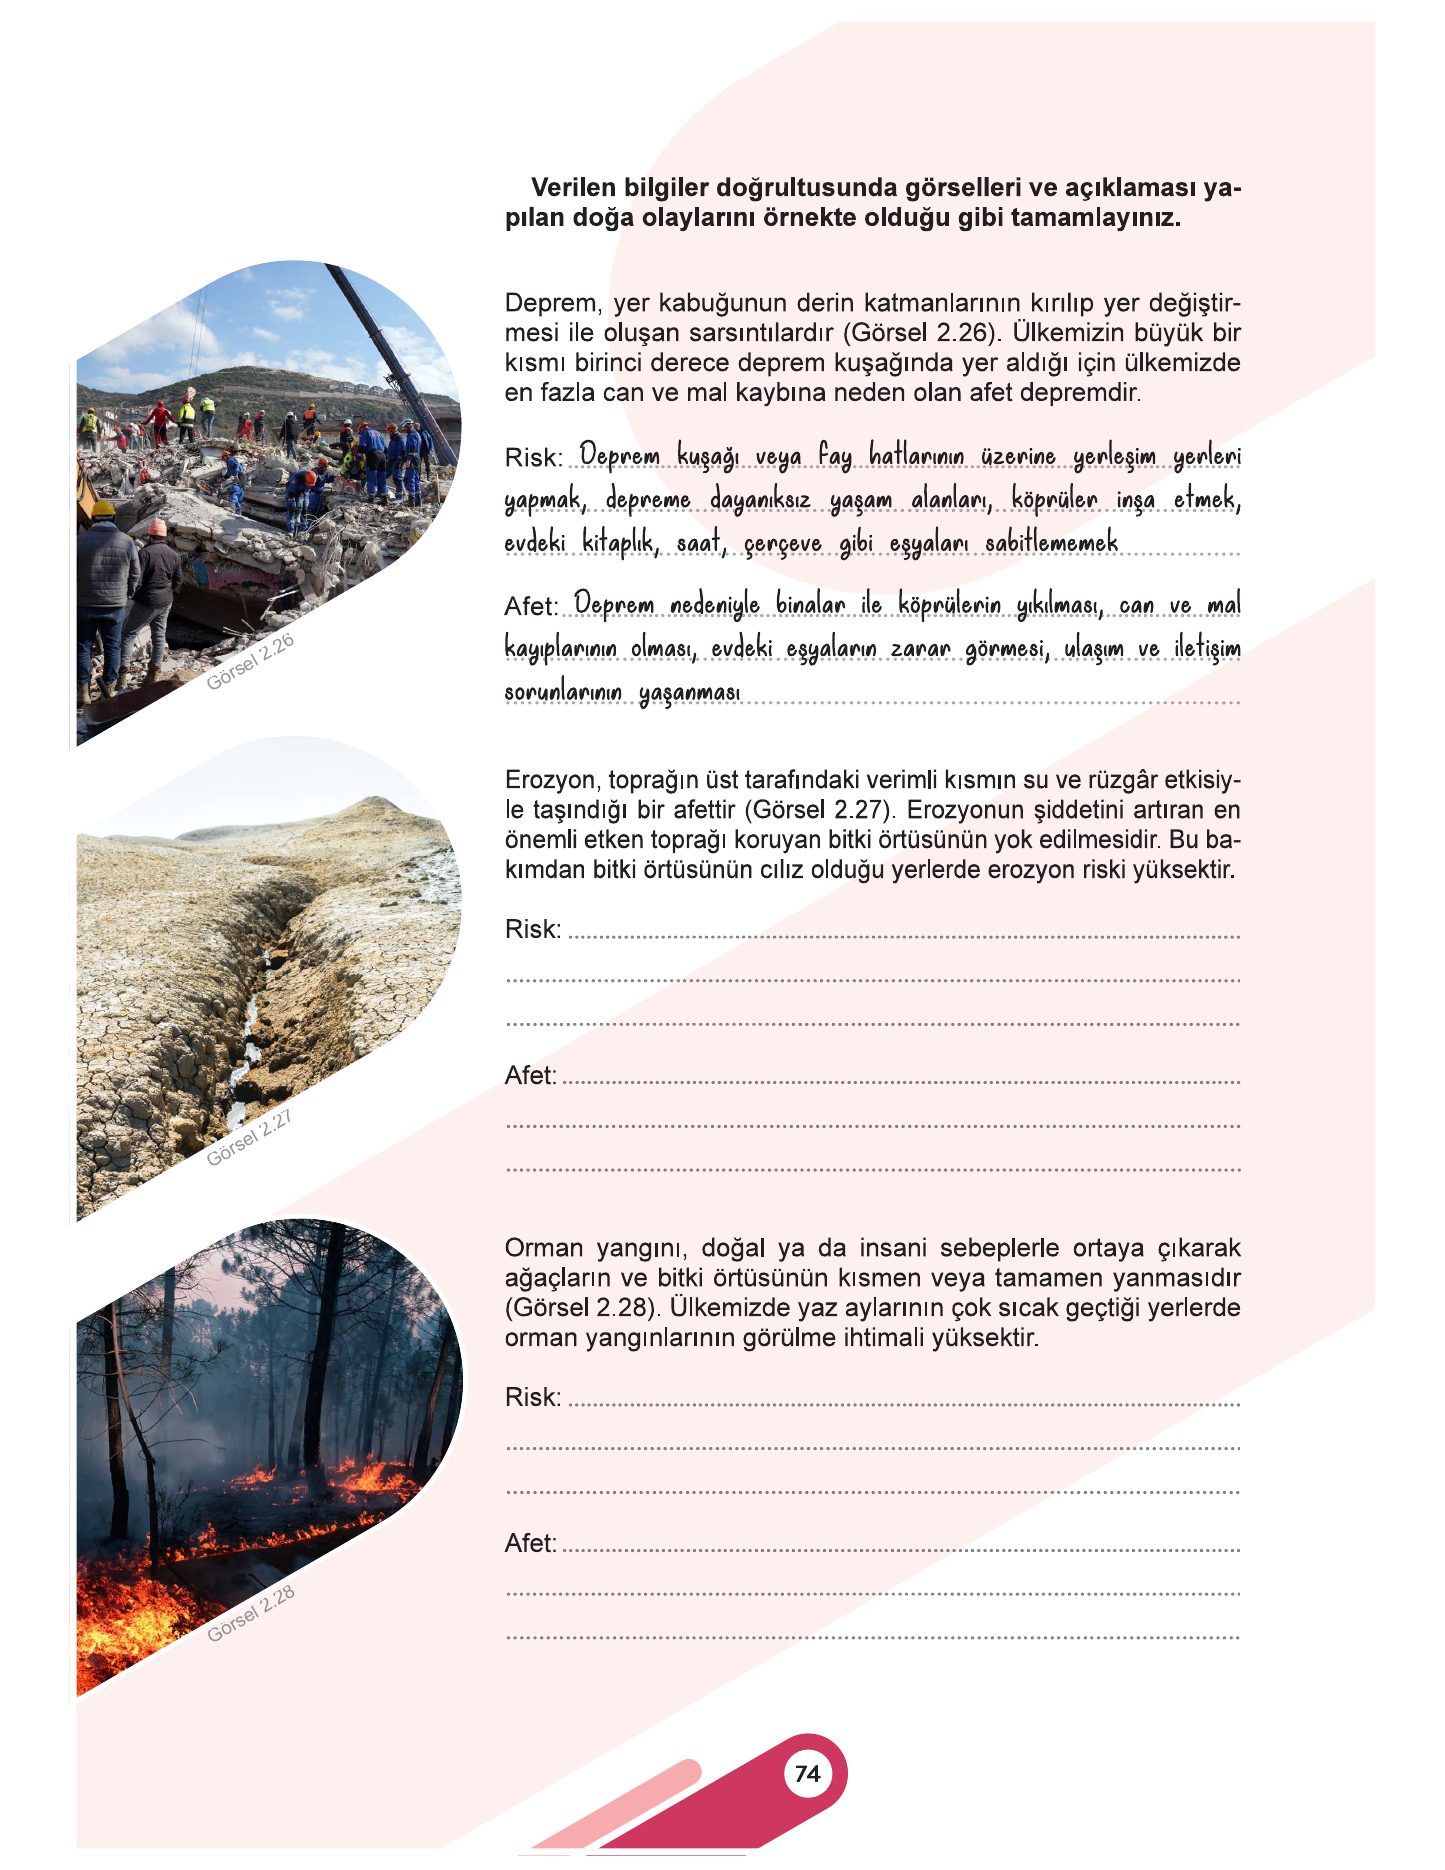 Verilen bilgiler doğrultusunda görselleri ve açıklaması ya-
pılan doğa olaylarını örnekte olduğu gibi tamamlayınız.
Deprem, yer kabuğunun derin katmanlarının kırılıp yer değiştir-
mesi ile oluşan sarsıntılardır (Görsel 2.26). Ülkemizin büyük bir
kısmı birinci derece deprem kuşağında yer aldığı için ülkemizde
en fazla can ve mal kaybına neden olan afet depremdir.
Risk: Deprem kuşağı veya fay hatlarının üzerine yerleşim yerleri
yapmak, depreme dayanıksız yaşam alanları, köprüler inşa etmek,
evdeki kitaplık, saat, çerçeve gibi eşyaları sabitlememek
Afet: Deprem nedeniyle binalar ile köprülerin yıkılması, can ve mal
kayıplarının olması, evdeki eşyaların zarar görmesi, ulaşım ve iletişim
sorunlarının yaşanması
Görsel 2.26
Erozyon, toprağın üst tarafındaki verimli kısmın su ve rüzgâr etkisiy-
le taşındığı bir afettir (Görsel 2.27). Erozyonun şiddetini artıran en
önemli etken toprağı koruyan bitki örtüsünün yok edilmesidir. Bu ba-
kımdan bitki örtüsünün cılız olduğu yerlerde erozyon riski yüksektir.
Risk:
Afet:
Görsel 2.27
Orman yangını, doğal ya da insani sebeplerle ortaya çıkarak
ağaçların ve bitki örtüsünün kısmen veya tamamen yanmasıdır
(Görsel 2.28). Ülkemizde yaz aylarının çok sıcak geçtiği yerlerde
orman yangınlarının görülme ihtimali yüksektir.
Risk:
Afet:
Görsel 2.28
74